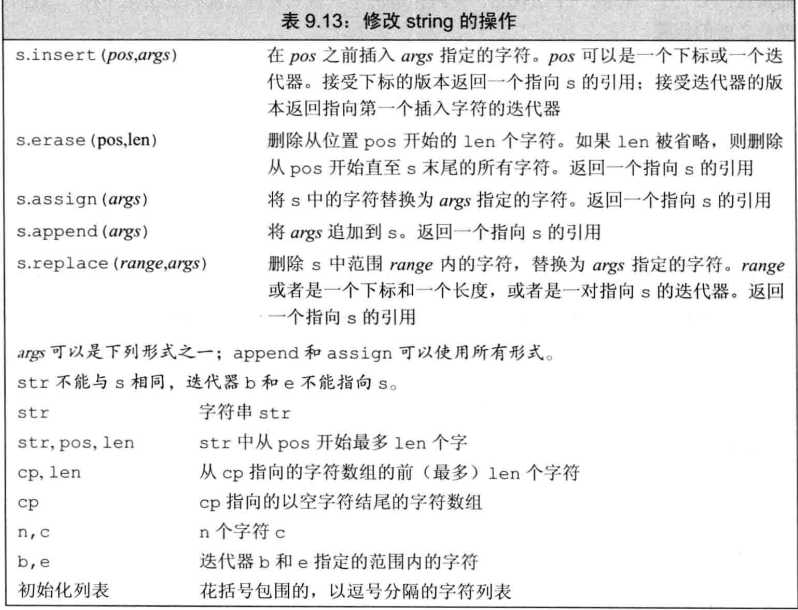 表 9.13：修改 string 的操作
s.insert(pos,args) 在 pos 之前插入 args 指定的字符。pos 可以是一个下标或一个迭
代器。接受下标的版本返回一个指向 s 的引用；接受迭代器的版
本返回指向第一个插入字符的迭代器
s.erase(pos,len) 删除从位置 pos 开始的 len 个字符。如果 len 被省略，则删除
从 pos 开始直至 s 末尾的所有字符。返回一个指向 s 的引用
s.assign(args) 将 s 中的字符替换为 args 指定的字符。返回一个指向 s 的引用
s.append(args) 将 args 追加到 s。返回一个指向 s 的引用
s.replace(range,args) 删除 s 中范围 range 内的字符，替换为 args 指定的字符。range
或者是一个下标和一个长度，或者是一对指向 s 的迭代器。返回
一个指向 s 的引用
args 可以是下列形式之一；append 和 assign 可以使用所有形式。
str 不能与 s 相同，迭代器 b 和 e 不能指向 s。
str 字符串 str
str,pos,len str 中从 pos 开始最多 len 个字
cp,len 从 cp 指向的字符数组的前（最多）len 个字符
cp cp 指向的以空字符结尾的字符数组
n,c n 个字符 c
b,e 迭代器 b 和 e 指定的范围内的字符
初始化列表 花括号包围的，以逗号分隔的字符列表